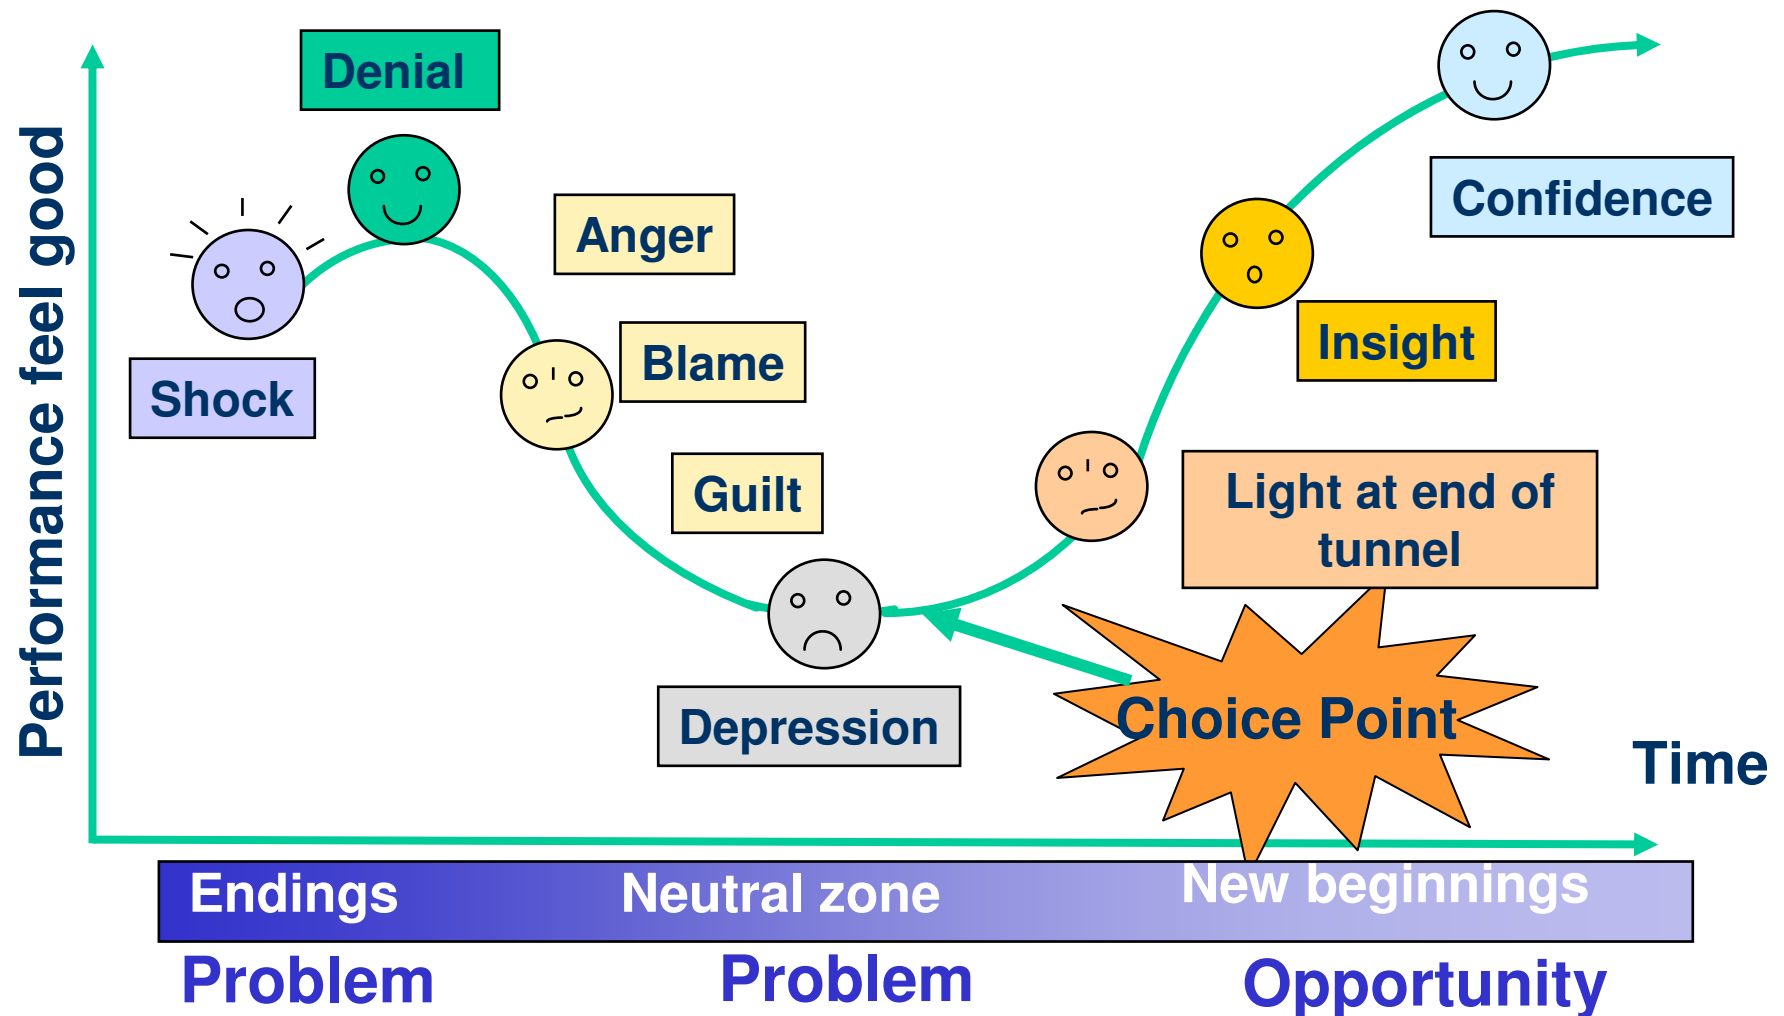 Performance feel good
Denial
Shock
Anger
Blame
Guilt
Depression
Confidence
Insight
Light at end of
tunnel
Choice Point
Time
Endings
Neutral zone
New beginnings
Problem
Problem
Opportunity